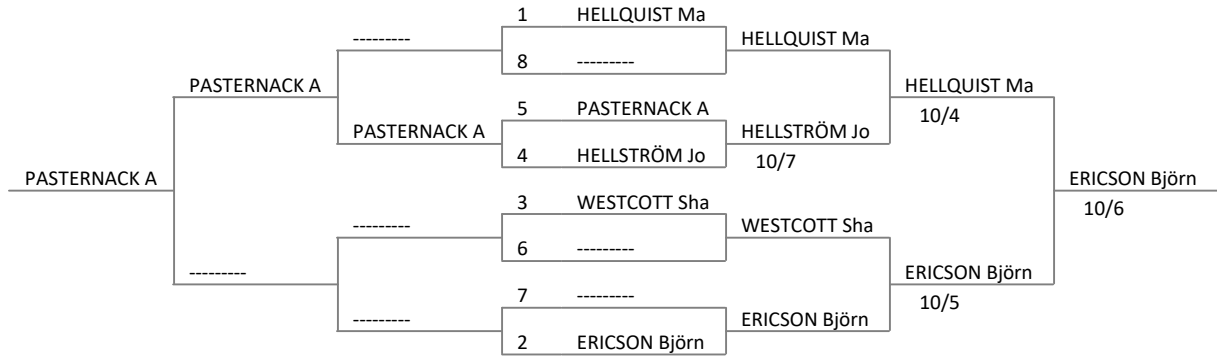 1 HELLQUIST Ma
--------- HELLQUIST Ma
8 ---------
PASTERNACK A HELLQUIST Ma
5 PASTERNACK A 10/4
PASTERNACK A HELLSTRÖM Jo
4 HELLSTRÖM Jo 10/7
PASTERNACK A ERICSON Björn
3 WESTCOTT Sha 10/6
--------- WESTCOTT Sha
6 ---------
--------- ERICSON Björn
7 --------- 10/5
--------- ERICSON Björn
2 ERICSON Björn